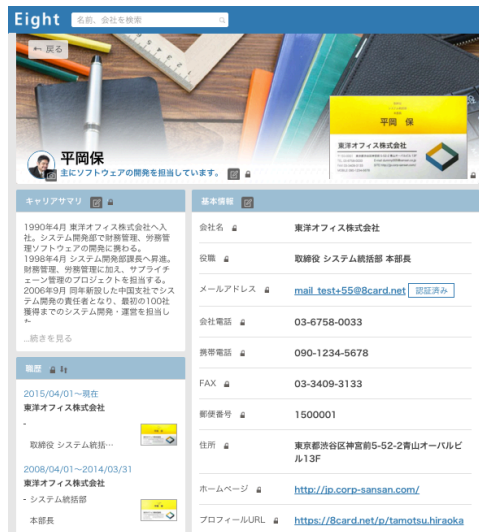 Eight
名前、会社を検索
← 戻る
平岡 保
東洋オフィス株式会社
平岡保
主にソフトウェアの開発を担当しています。
キャリアサマリ
1990年4月 東洋オフィス株式会社へ入
社。システム開発部で財務管理、労務管
理ソフトウェアの開発に携わる。
1998年4月 システム開発部課長へ昇進。
財務管理、労務管理に加え、サプライチ
ェーン管理のプロジェクトを担当する。
2006年9月 同年新設した中国支社でシス
テム開発の責任者となり、最初の100社
獲得までのシステム開発・運営を担当し
た
...続きを見る
職歴
2015/04/01〜現在
東洋オフィス株式会社
-
取締役 システム統括…
2008/04/01〜2014/03/31
東洋オフィス株式会社
- システム統括部
本部長
基本情報
会社名 東洋オフィス株式会社
役職 取締役 システム統括部 本部長
メールアドレス mail_test+55@8card.net 認証済み
会社電話 03-6758-0033
携帯電話 090-1234-5678
FAX 03-3409-3133
郵便番号 1500001
住所 東京都渋谷区神宮前5-52-2青山オーバルビ
ル13F
ホームページ http://jp.corp-sansan.com/
プロフィールURL https://8card.net/p/tamotsu.hiraoka